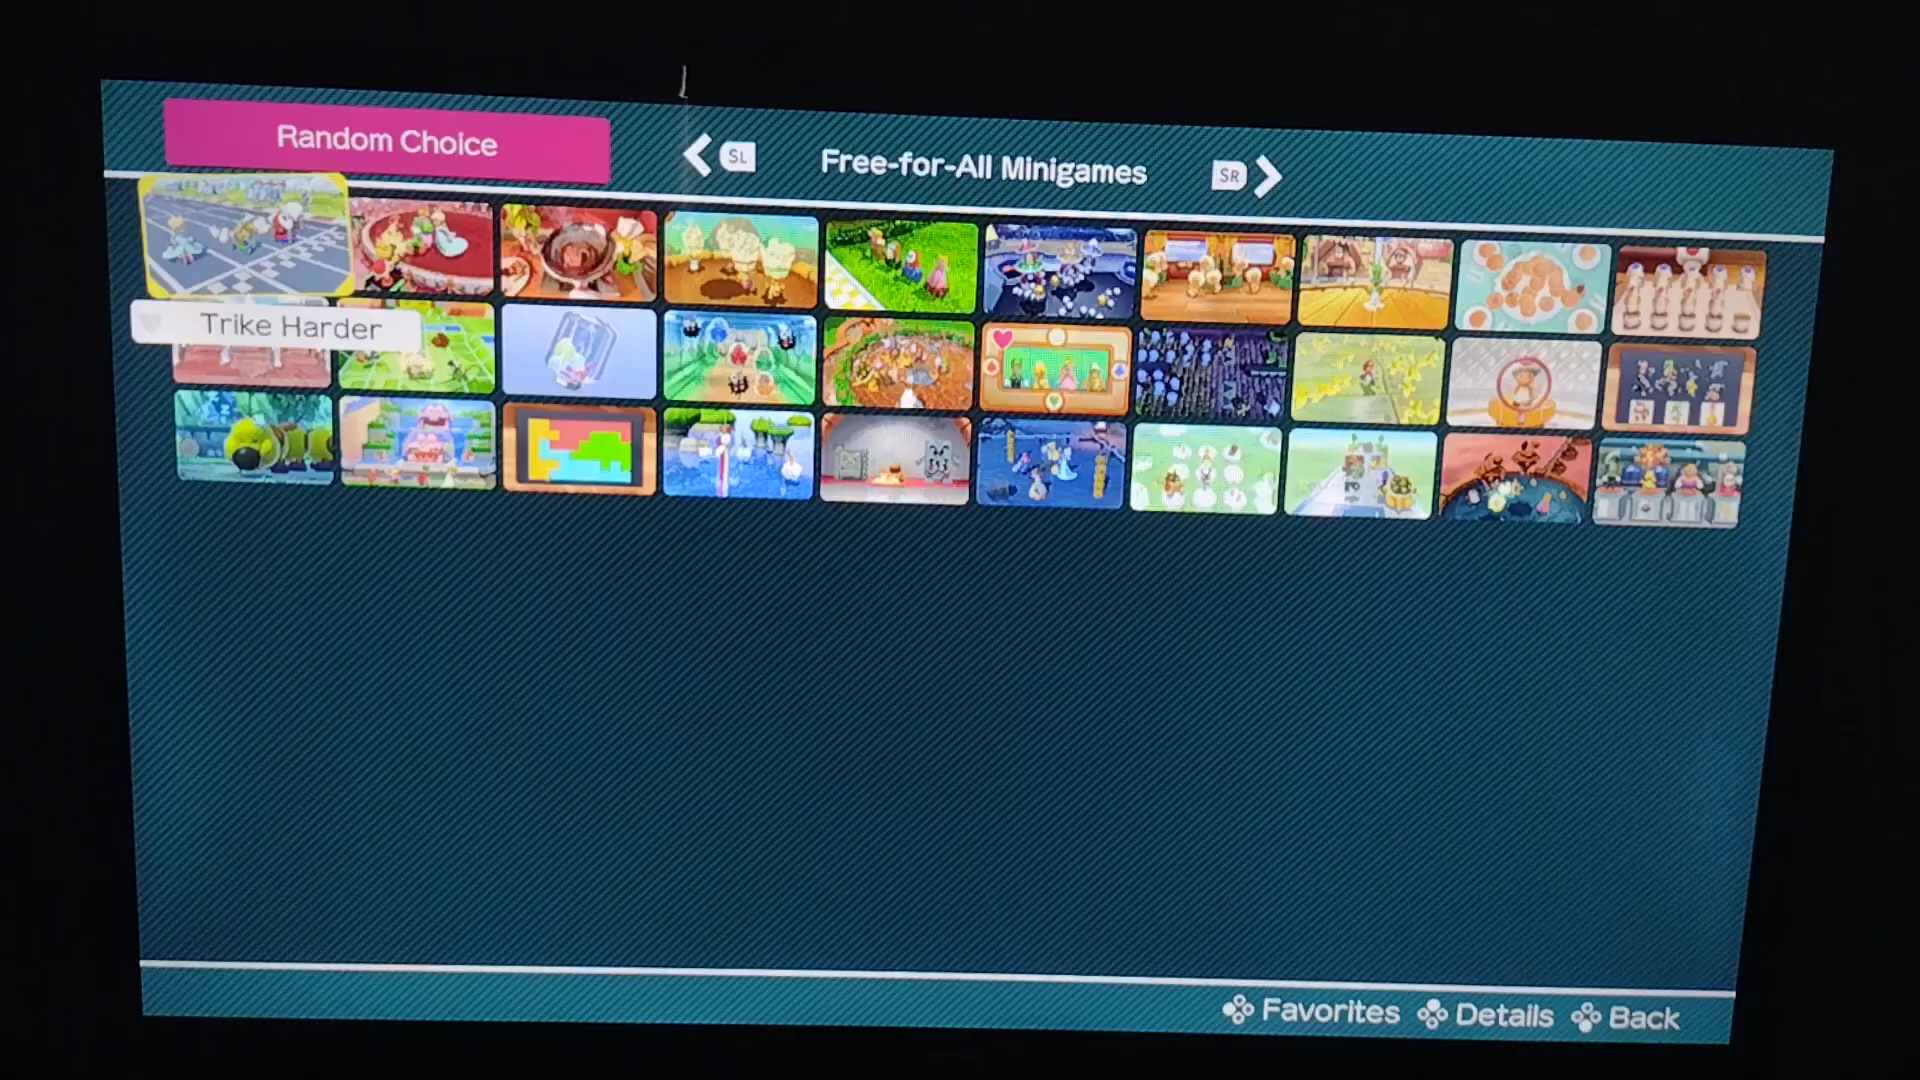 Random Choice
SL
Free-for-All Minigames
SR
Trike Harder
Favorites
Details
Back